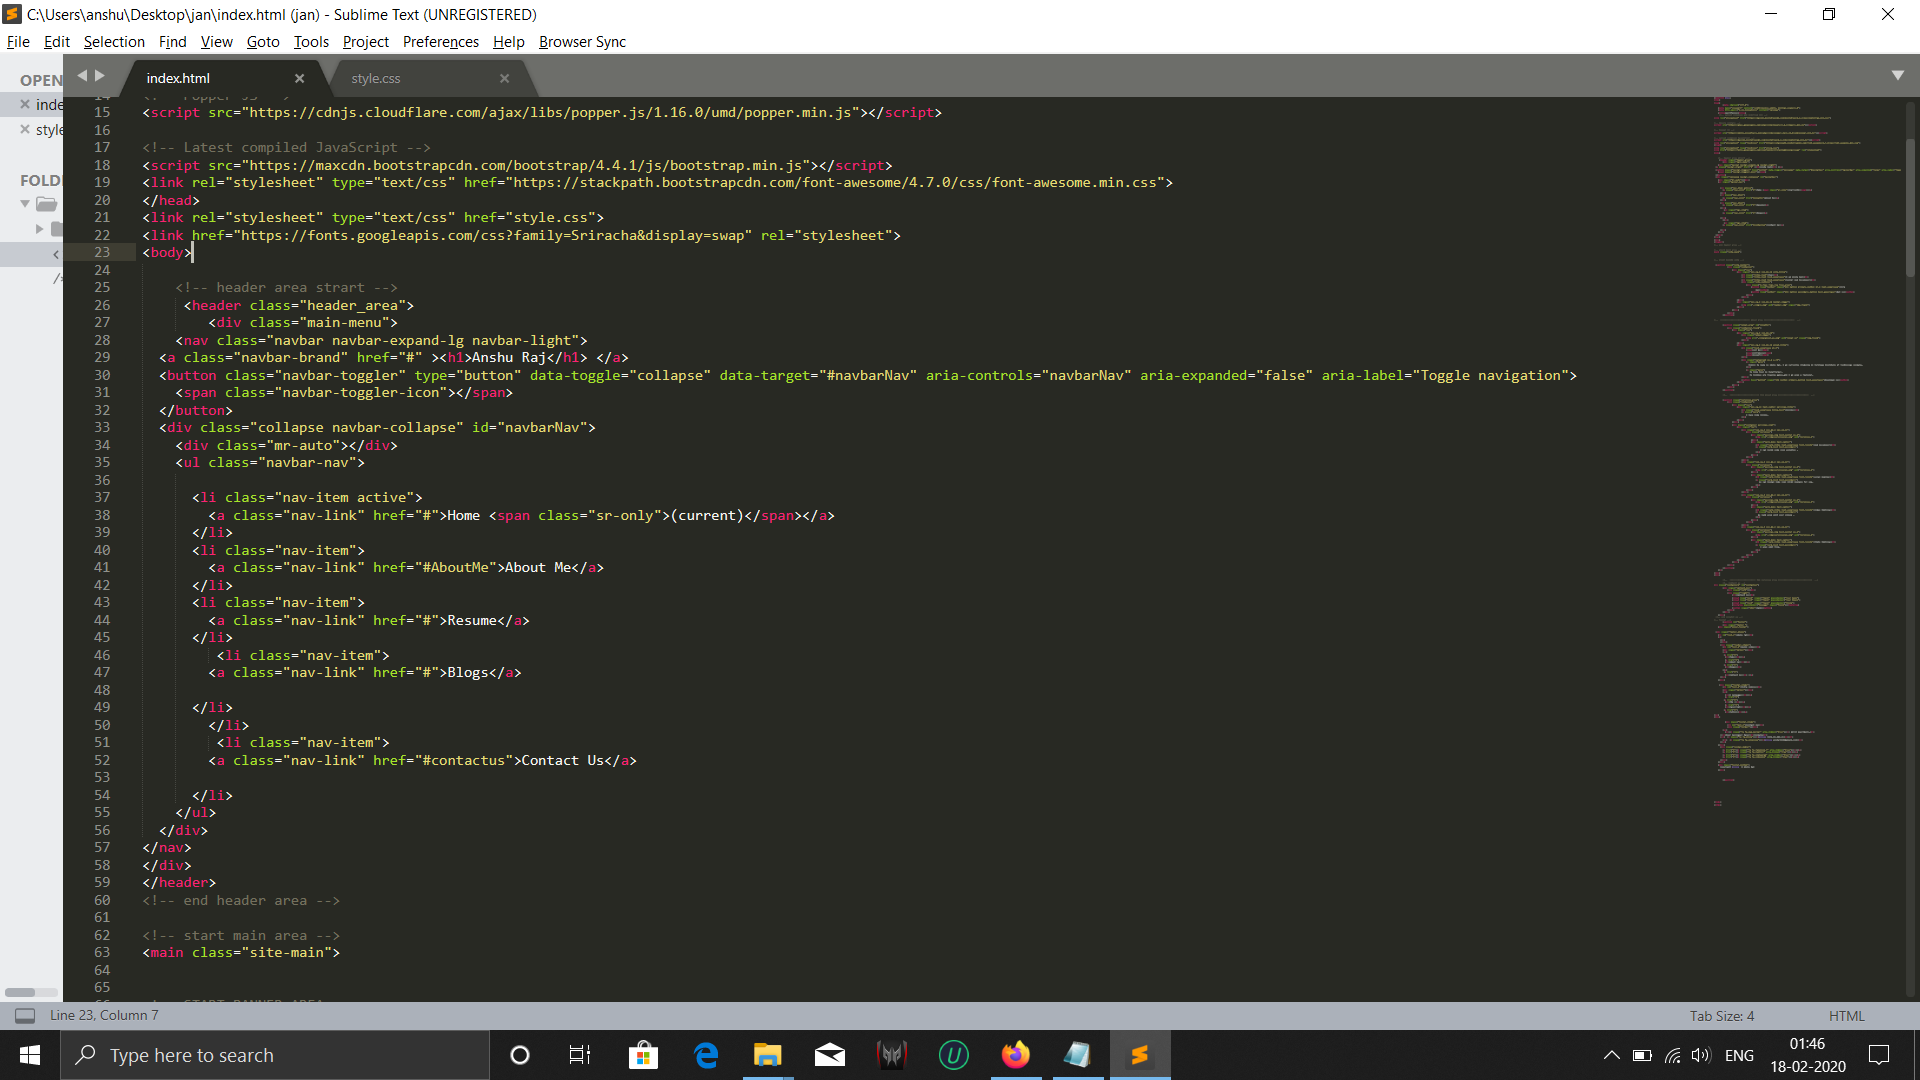 C:\Users\anshu\Desktop\jan\index.html (jan) - Sublime Text (UNREGISTERED)
File Edit Selection Find View Goto Tools Project Preferences Help Browser Sync
OPEN
inde
style
FOLD
index.html
style.css
15 <script src="https://cdnjs.cloudflare.com/ajax/libs/popper.js/1.16.0/umd/popper.min.js"></script>
16
17 <!-- Latest compiled JavaScript -->
18 <script src="https://maxcdn.bootstrapcdn.com/bootstrap/4.4.1/js/bootstrap.min.js"></script>
19 <link rel="stylesheet" type="text/css" href="https://stackpath.bootstrapcdn.com/font-awesome/4.7.0/css/font-awesome.min.css">
20 </head>
21 <link rel="stylesheet" type="text/css" href="style.css">
22 <link href="https://fonts.googleapis.com/css?family=Sriracha&display=swap" rel="stylesheet">
23 <body>
24
25 <!-- header area strart -->
26 <header class="header_area">
27 <div class="main-menu">
28 <nav class="navbar navbar-expand-lg navbar-light">
29 <a class="navbar-brand" href="#" ><h1>Anshu Raj</h1> </a>
30 <button class="navbar-toggler" type="button" data-toggle="collapse" data-target="#navbarNav" aria-controls="navbarNav" aria-expanded="false" aria-label="Toggle navigation">
31 <span class="navbar-toggler-icon"></span>
32 </button>
33 <div class="collapse navbar-collapse" id="navbarNav">
34 <div class="mr-auto"></div>
35 <ul class="navbar-nav">
36
37 <li class="nav-item active">
38 <a class="nav-link" href="#">Home <span class="sr-only">(current)</span></a>
39 </li>
40 <li class="nav-item">
41 <a class="nav-link" href="#AboutMe">About Me</a>
42 </li>
43 <li class="nav-item">
44 <a class="nav-link" href="#">Resume</a>
45 </li>
46 <li class="nav-item">
47 <a class="nav-link" href="#">Blogs</a>
48
49 </li>
50 </li>
51 <li class="nav-item">
52 <a class="nav-link" href="#contactus">Contact Us</a>
53
54 </li>
55 </ul>
56 </div>
57 </nav>
58 </div>
59 </header>
60 <!-- end header area -->
61
62 <!-- start main area -->
63 <main class="site-main">
64
65
Line 23, Column 7
Tab Size: 4
HTML
Type here to search
ENG
01:46
18-02-2020